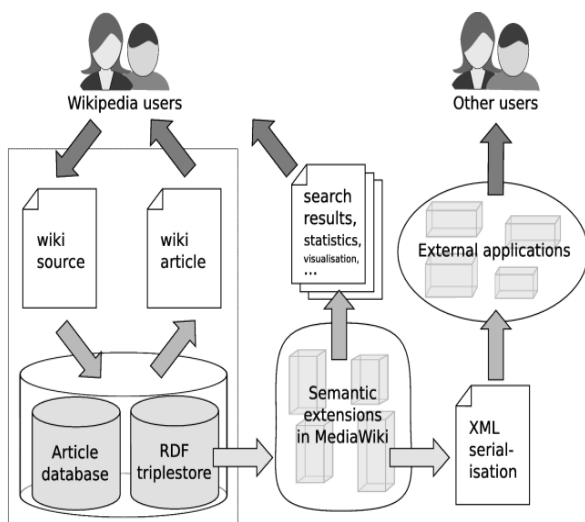 Wikipedia users
Other users
wiki
source
wiki
article
search
results,
statistics,
visualisation,
...
External applications
Article
database
RDF
triplestore
Semantic
extensions
in MediaWiki
XML
serial-
isation